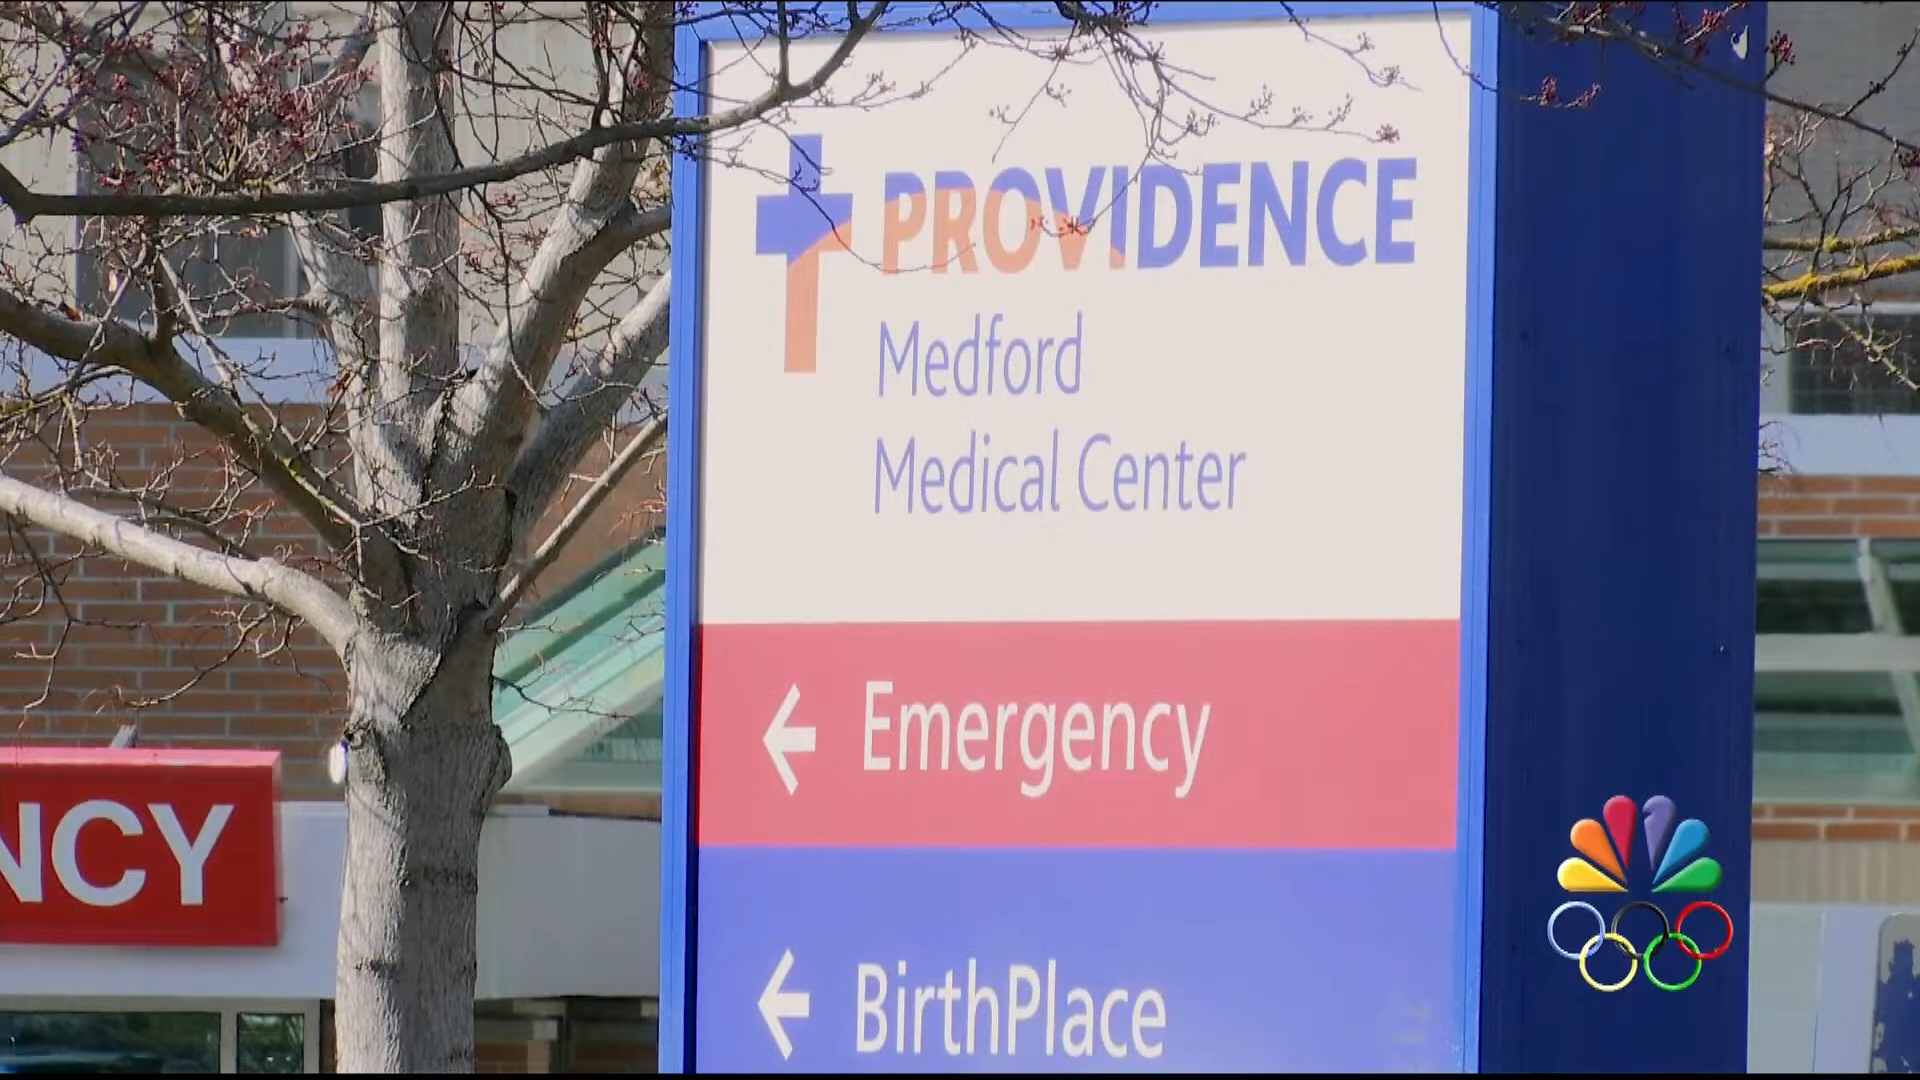 PROVIDENCE
Medford
Medical Center
Emergency
NCY
BirthPlace